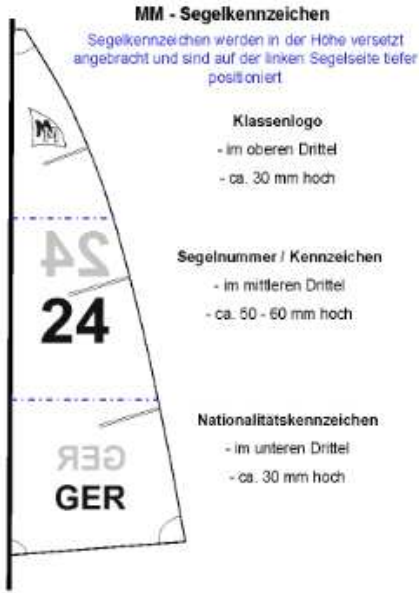 MM - Segelkennzeichen
Segelkennzeichen werden in der Höhe versetzt
angebracht und sind auf der linken Segelseite tiefer
positioniert
Klassenlogo
- im oberen Drittel
- ca. 30 mm hoch
24
Segelnummer / Kennzeichen
- im mittleren Drittel
- ca. 50 - 60 mm hoch
24
Nationalitätskennzeichen
- im unteren Drittel
- ca. 30 mm hoch
GER
GER